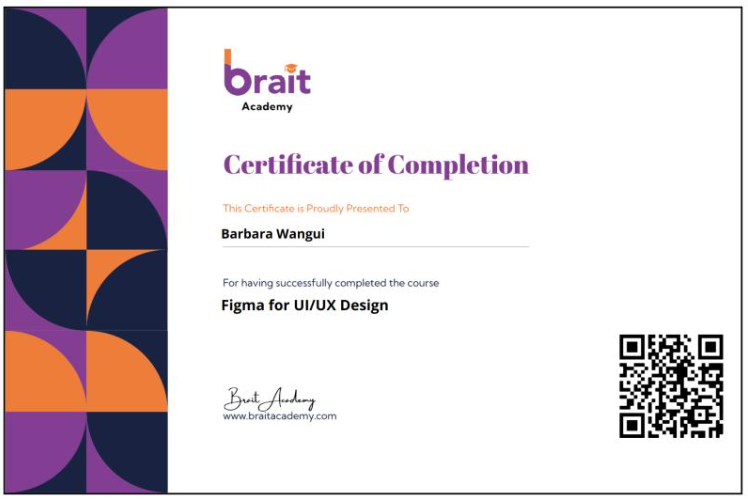 brait
Academy
Certificate of Completion
This Certificate is Proudly Presented To
Barbara Wangui
For having successfully completed the course
Figma for UI/UX Design
Brait Academy
www.braitacademy.com